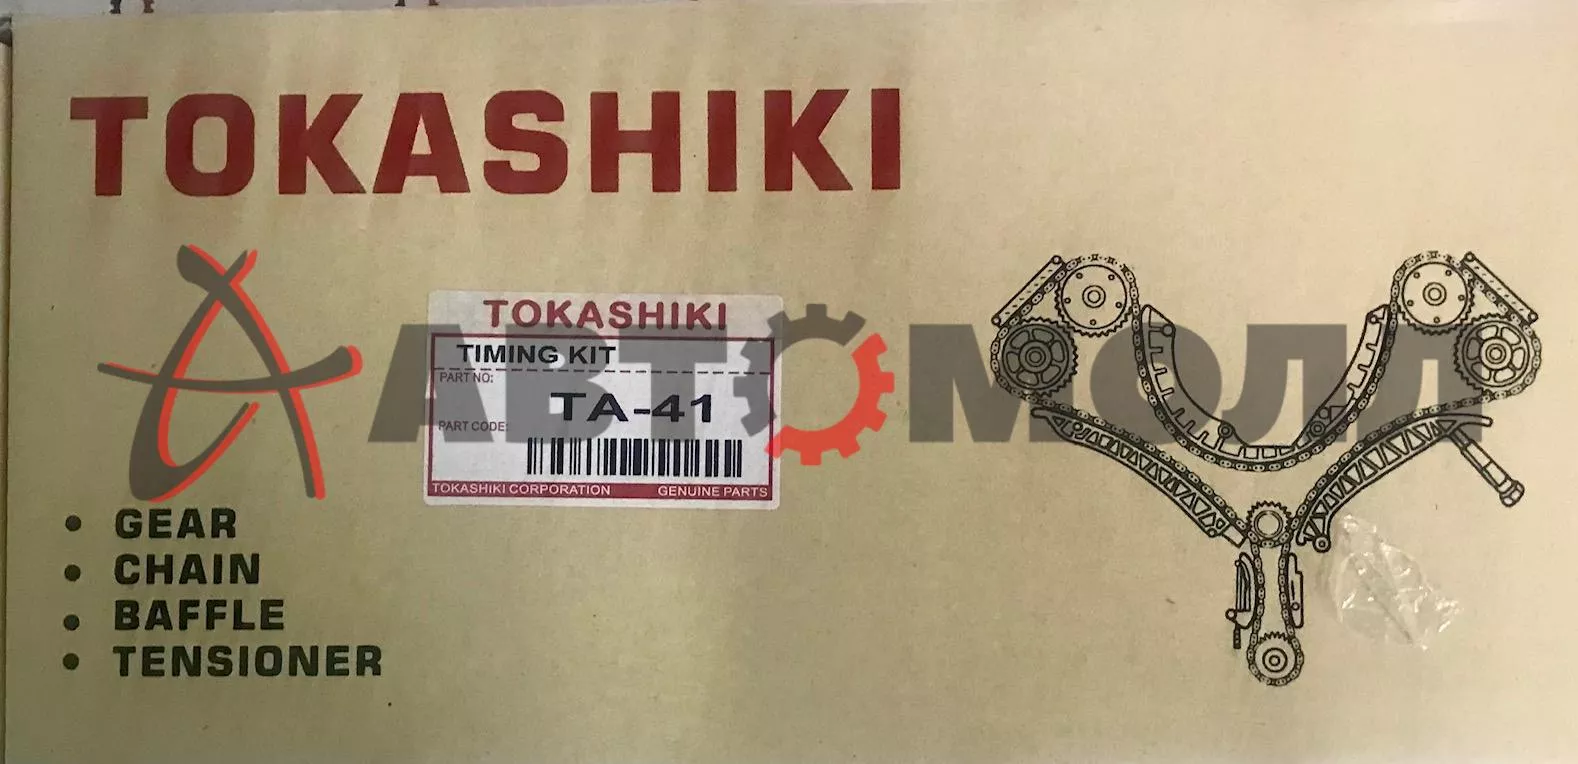 TOKASHIKI
TOKASHIKI
TIMING KIT
PART NO:
TA-41
PART CODE:
TOKASHIKI CORPORATION GENUINE PARTS
АВТОМОЛЛ
• GEAR
• CHAIN
• BAFFLE
• TENSIONER